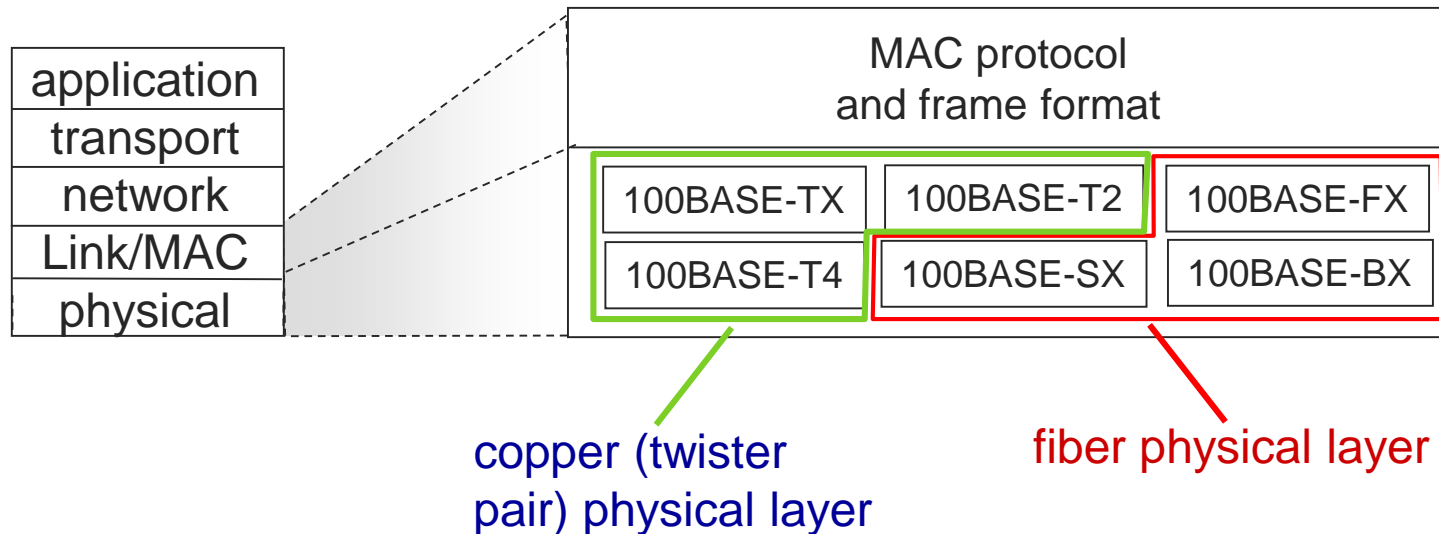 application
transport
network
Link/MAC
physical
MAC protocol
and frame format
100BASE-TX
100BASE-T2
100BASE-FX
100BASE-T4
100BASE-SX
100BASE-BX
copper (twister
pair) physical layer
fiber physical layer